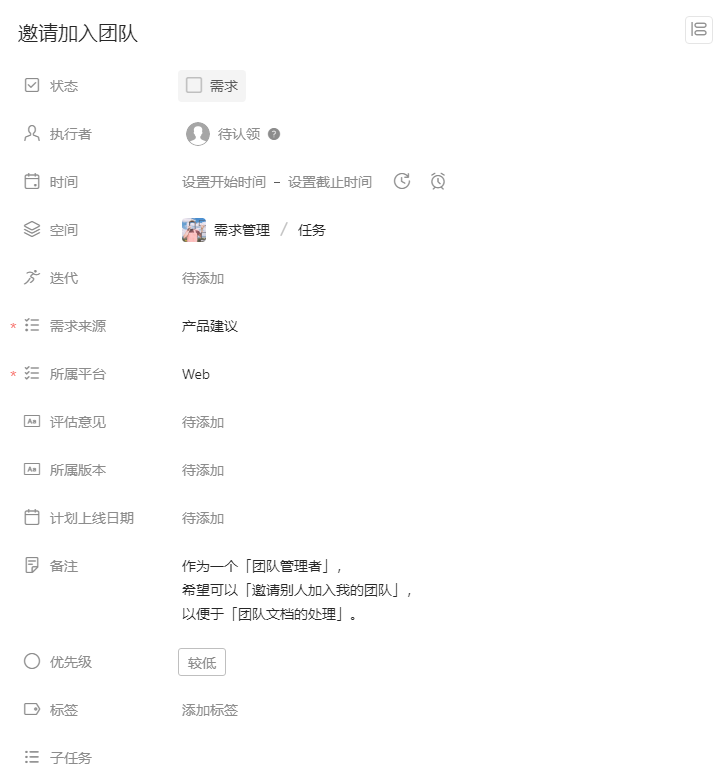 邀请加入团队
状态 需求
执行者 待认领 ?
时间 设置开始时间 – 设置截止时间
空间 需求管理 / 任务
迭代 待添加
* 需求来源 产品建议
* 所属平台 Web
Aa 评估意见 待添加
Aa 所属版本 待添加
计划上线日期 待添加
备注 作为一个「团队管理者」,
希望可以「邀请别人加入我的团队」,
以便于「团队文档的处理」。
优先级 较低
标签 添加标签
子任务